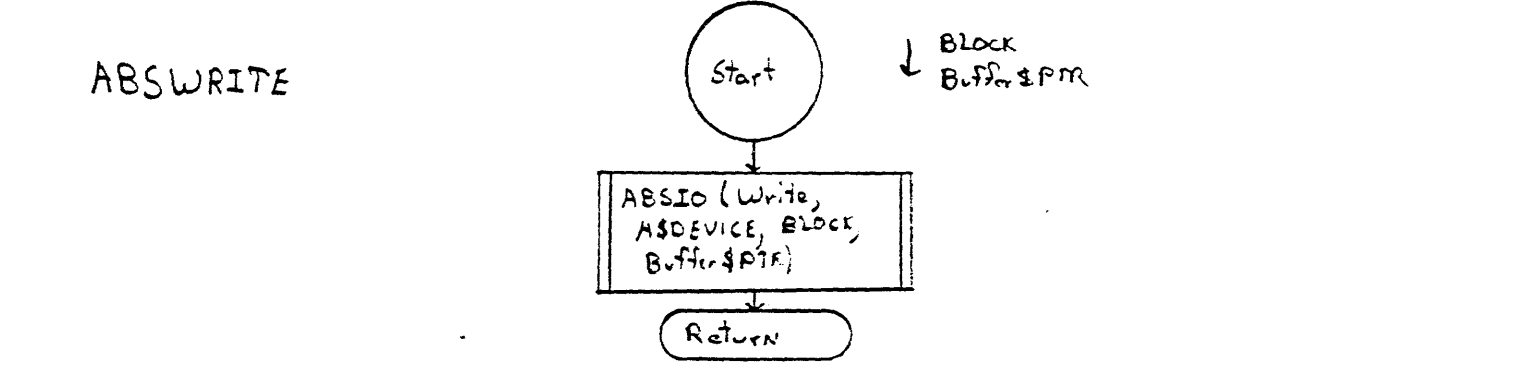 ABSWRITE
Start
↓ BLOCK
Buffer$PTR
ABSIO (Write,
A$DEVICE, BLOCK,
Buffer$PTR)
Return